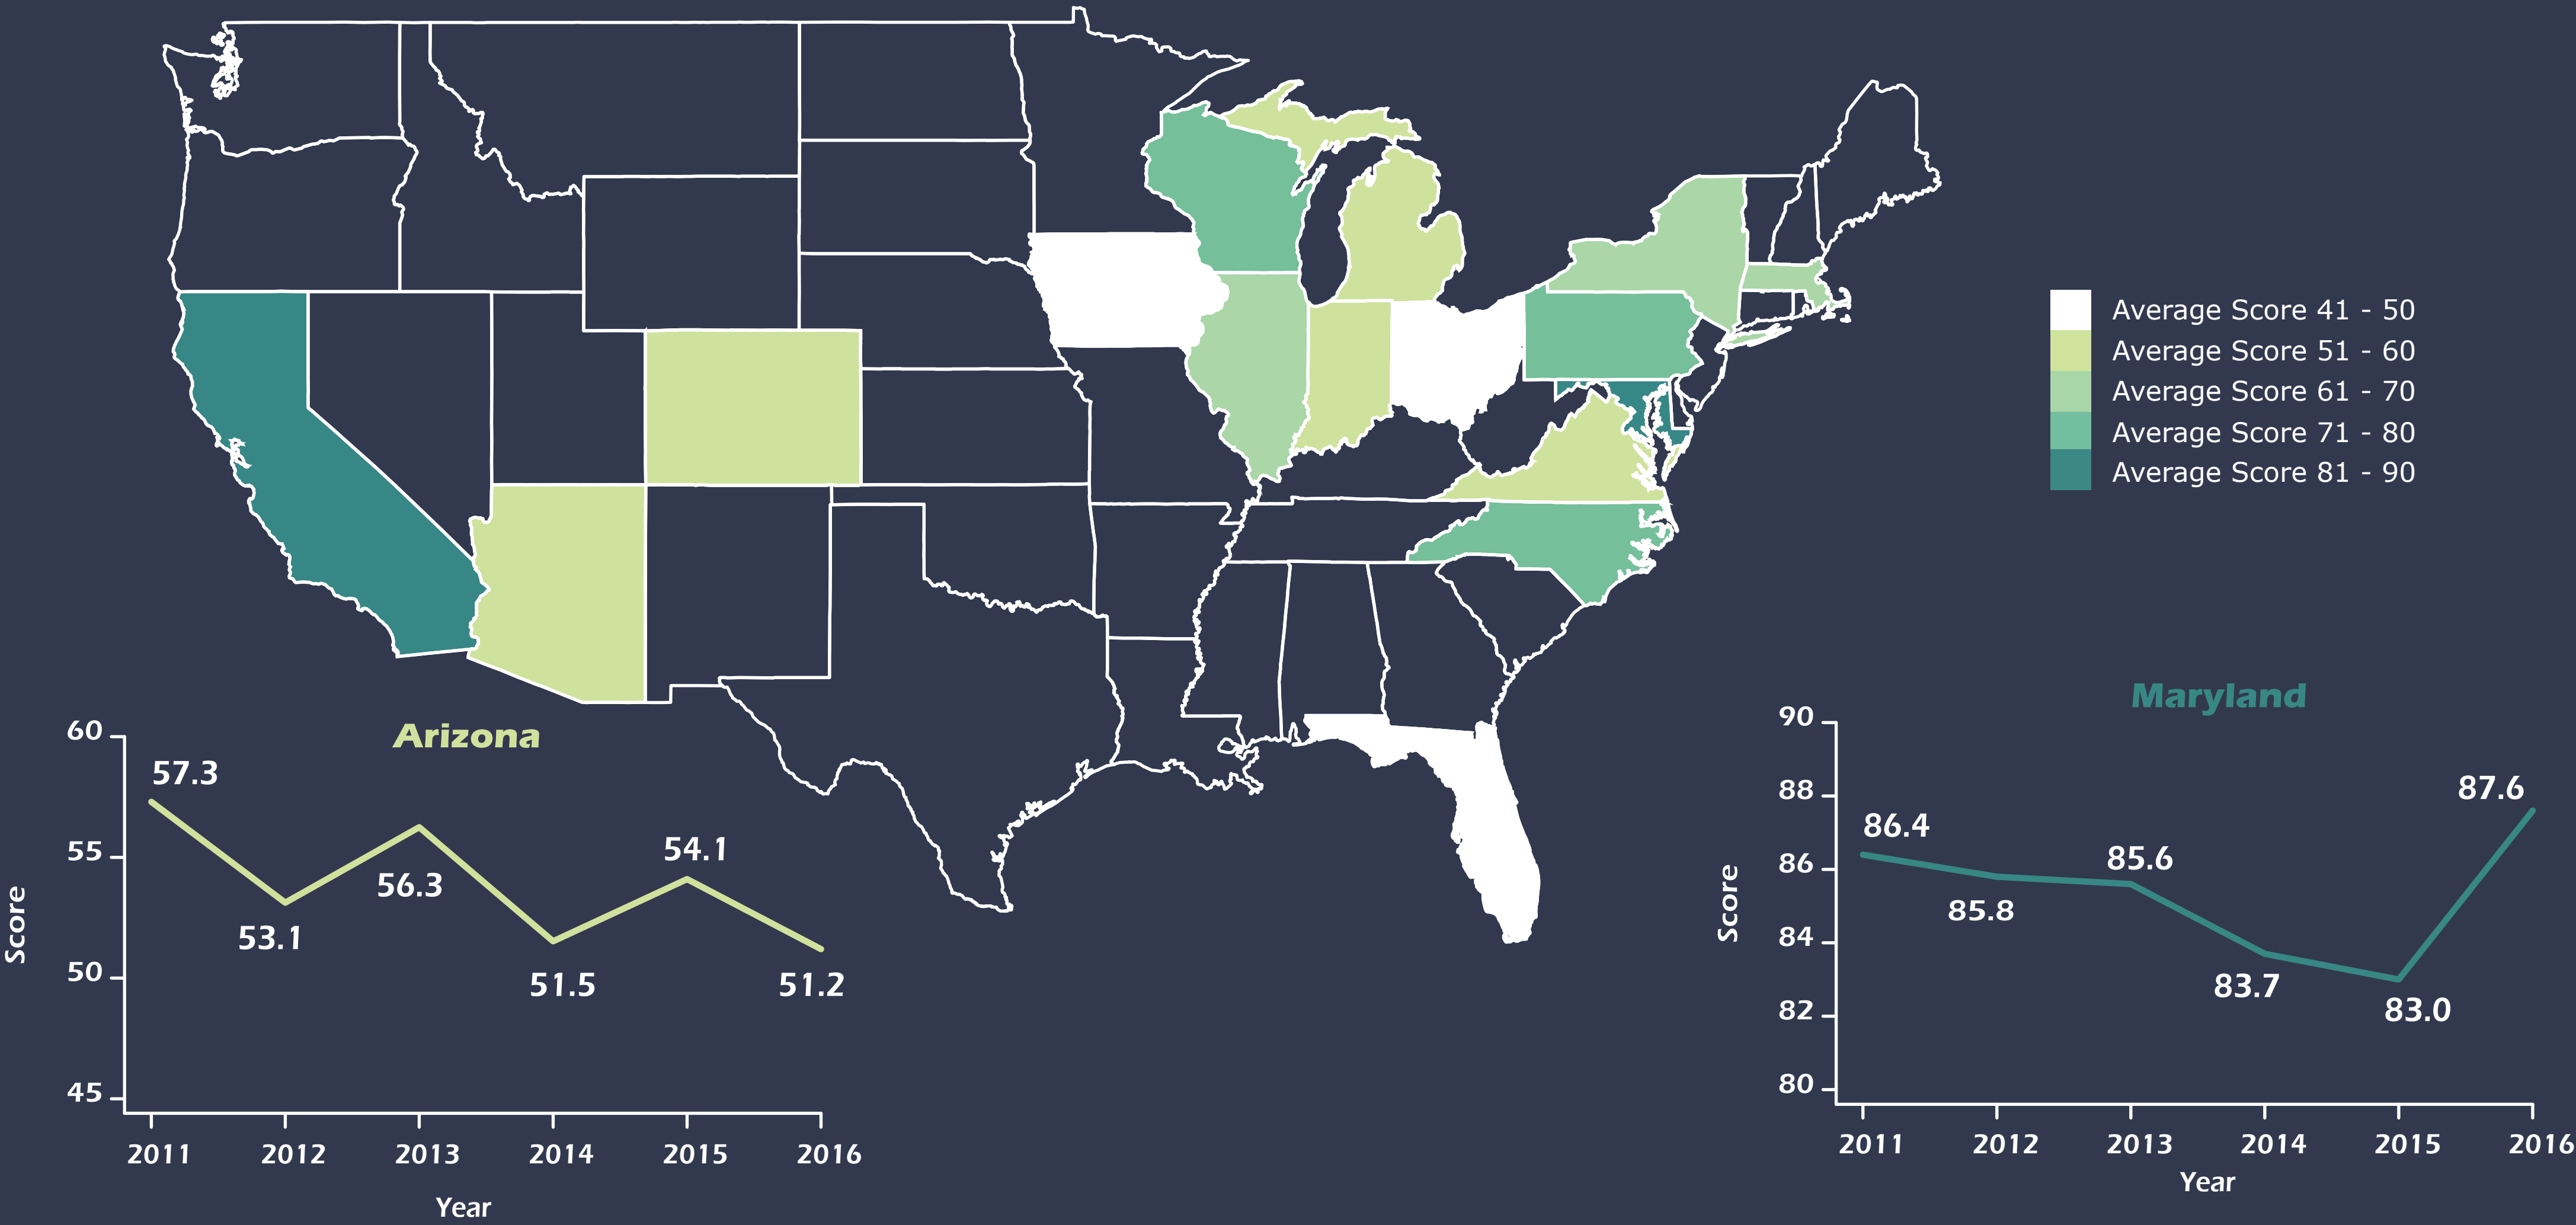 Average Score 41 - 50
Average Score 51 - 60
Average Score 61 - 70
Average Score 71 - 80
Average Score 81 - 90
Arizona
Score
60
55
50
45
57.3
53.1
56.3
51.5
54.1
51.2
2011 2012 2013 2014 2015 2016
Year
Maryland
Score
90
88
86
84
82
80
86.4
85.8
85.6
83.7
83.0
87.6
2011 2012 2013 2014 2015 2016
Year